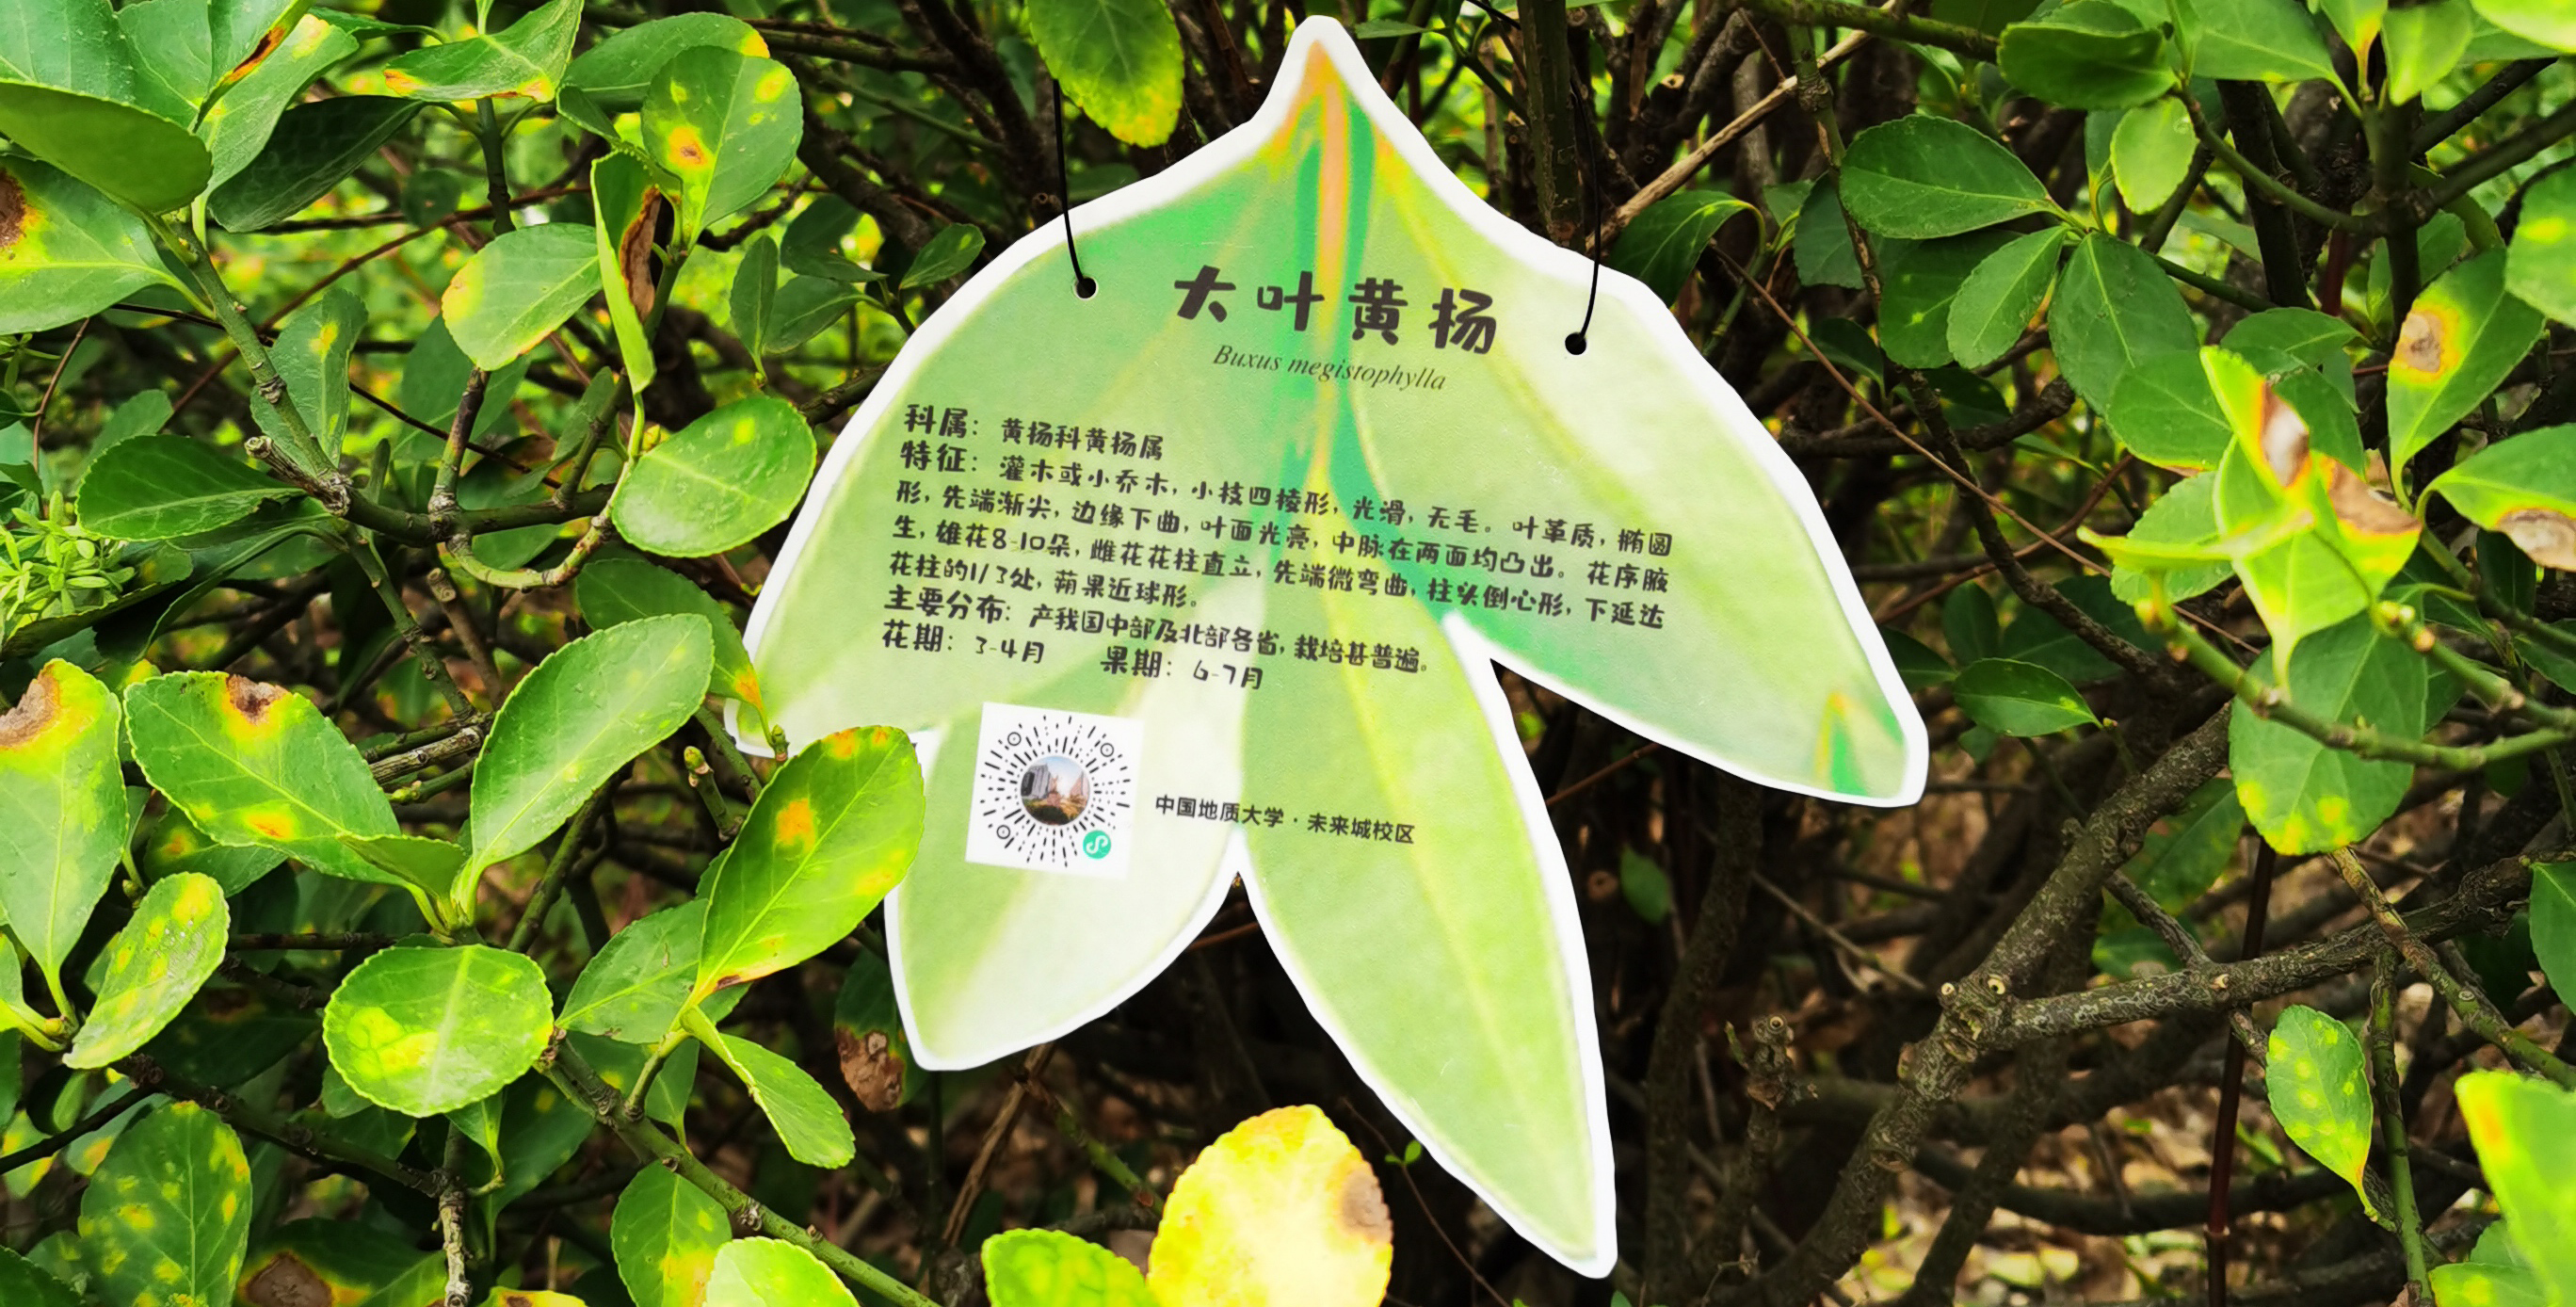 大叶黄杨
Buxus megistophylla
科属：黄杨科黄杨属
特征：灌木或小乔木，小枝四棱形，光滑，无毛。叶革质，椭圆
形，先端渐尖，边缘下曲，叶面光亮，中脉在两面均凸出。花序腋
生，雄花8-10朵，雌花花柱直立，先端微弯曲，柱头倒心形，下延达
花柱的1/3处，蒴果近球形。
主要分布：产我国中部及北部各省，栽培甚普遍。
花期：3-4月 果期：6-7月
中国地质大学·未来城校区